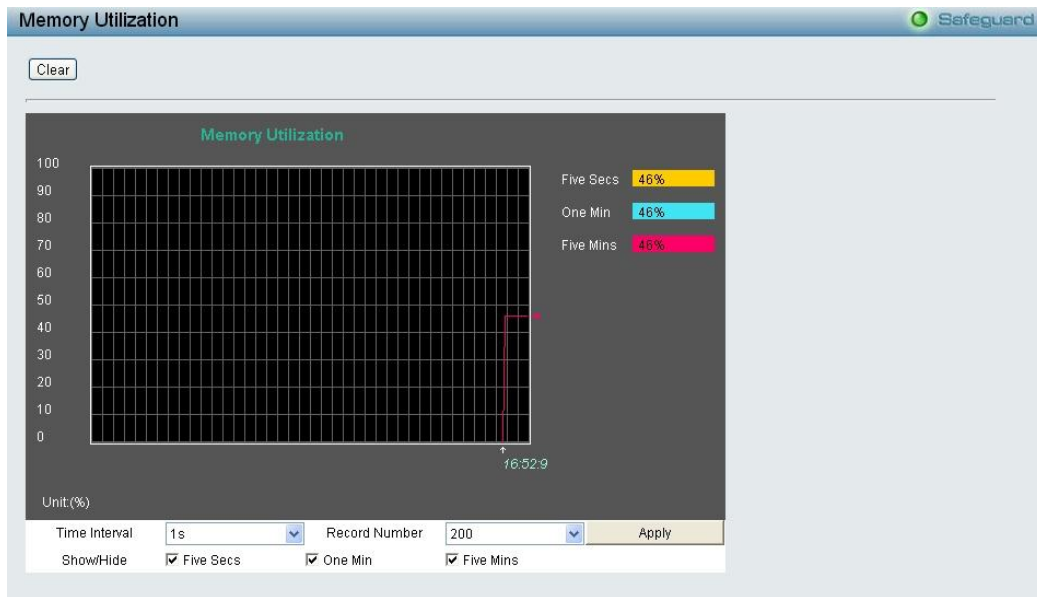 Memory Utilization
Safeguard
Clear
Memory Utilization
100
90
80
70
60
50
40
30
20
10
0
Five Secs 46%
One Min 46%
Five Mins 46%
16:52:9
Unit:(%)
Time Interval 1s Record Number 200 Apply
Show/Hide Five Secs One Min Five Mins